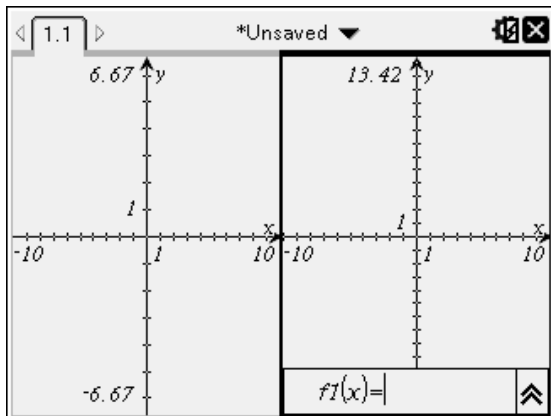 1.1 *Unsaved
6.67 y
1
x
-10 1 10
-6.67
13.42 y
1
x
-10 1 10
f1(x)=